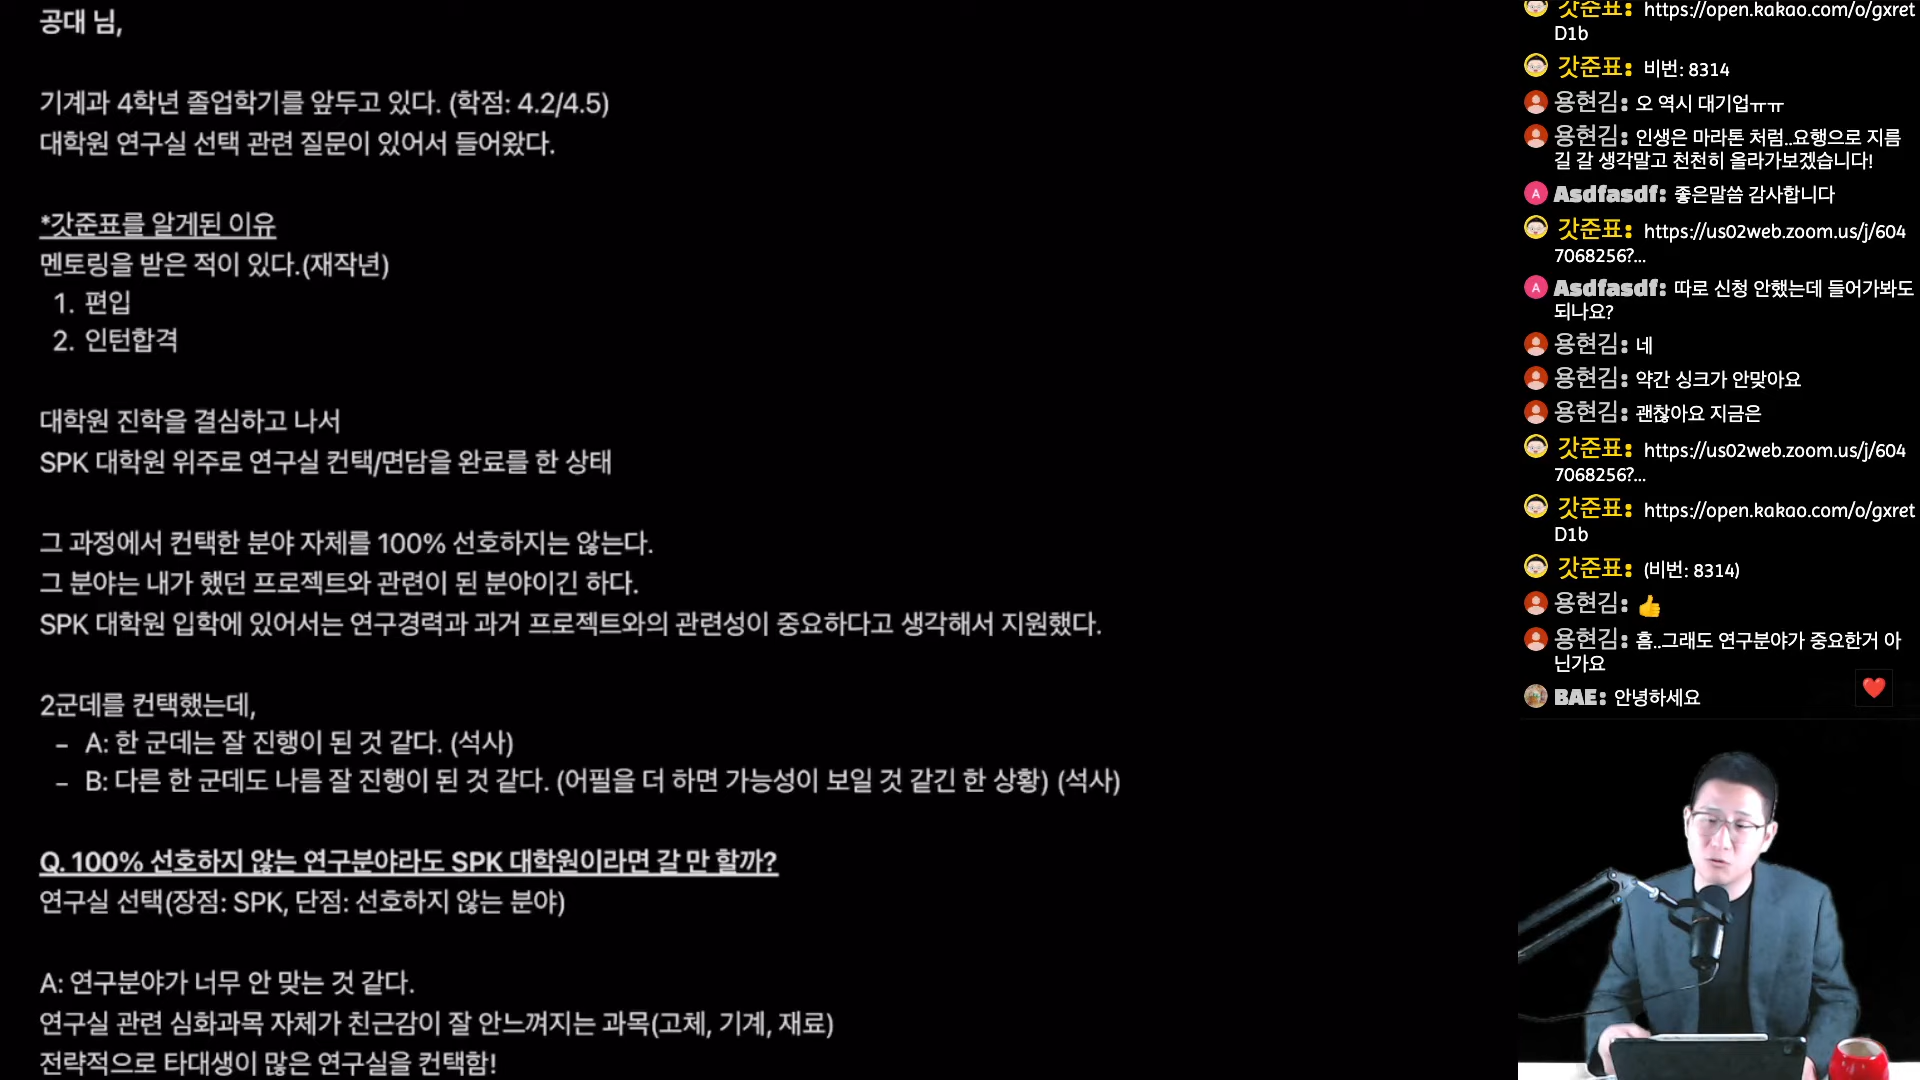 공대 님,
기계과 4학년 졸업학기를 앞두고 있다. (학점: 4.2/4.5)
대학원 연구실 선택 관련 질문이 있어서 들어왔다.
*갓준표를 알게된 이유
멘토링을 받은 적이 있다.(재작년)
1. 편입
2. 인턴합격
대학원 진학을 결심하고 나서
SPK 대학원 위주로 연구실 컨택/면담을 완료를 한 상태
그 과정에서 컨택한 분야 자체를 100% 선호하지는 않는다.
그 분야는 내가 했던 프로젝트와 관련이 된 분야이긴 하다.
SPK 대학원 입학에 있어서는 연구경력과 과거 프로젝트와의 관련성이 중요하다고 생각해서 지원했다.
2군데를 컨택했는데,
- A: 한 군데는 잘 진행이 된 것 같다. (석사)
- B: 다른 한 군데도 나름 잘 진행이 된 것 같다. (어필을 더 하면 가능성이 보일 것 같긴 한 상황) (석사)
Q. 100% 선호하지 않는 연구분야라도 SPK 대학원이라면 갈 만 할까?
연구실 선택(장점: SPK, 단점: 선호하지 않는 분야)
A: 연구분야가 너무 안 맞는 것 같다.
연구실 관련 심화과목 자체가 친근감이 잘 안느껴지는 과목(고체, 기계, 재료)
전략적으로 타대생이 많은 연구실을 컨택함!
갓준표: https://open.kakao.com/o/gxret
D1b
갓준표: 비번: 8314
용현김: 오 역시 대기업ㅠㅠ
용현김: 인생은 마라톤 처럼..요행으로 지름
길 갈 생각말고 천천히 올라가보겠습니다!
A Asdfasdf: 좋은말씀 감사합니다
갓준표: https://us02web.zoom.us/j/604
7068256?...
A Asdfasdf: 따로 신청 안했는데 들어가봐도
되나요?
용현김: 네
용현김: 약간 싱크가 안맞아요
용현김: 괜찮아요 지금은
갓준표: https://us02web.zoom.us/j/604
7068256?...
갓준표: https://open.kakao.com/o/gxret
D1b
갓준표: (비번: 8314)
용현김: 👍
용현김: 흠..그래도 연구분야가 중요한거 아
닌가요
BAE: 안녕하세요